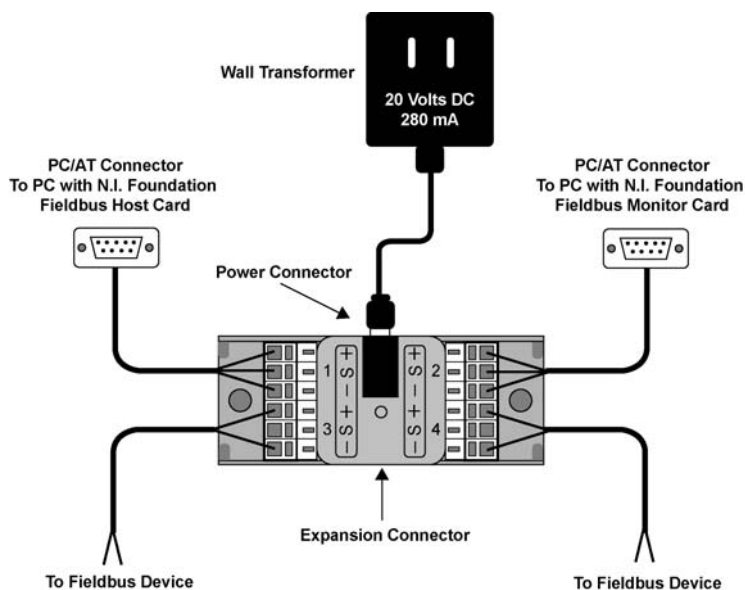 Wall Transformer
20 Volts DC
280 mA
PC/AT Connector
To PC with N.I. Foundation
Fieldbus Host Card
PC/AT Connector
To PC with N.I. Foundation
Fieldbus Monitor Card
Power Connector
1
+ S –
+ S –
2
3
+ S –
+ S –
4
Expansion Connector
To Fieldbus Device
To Fieldbus Device